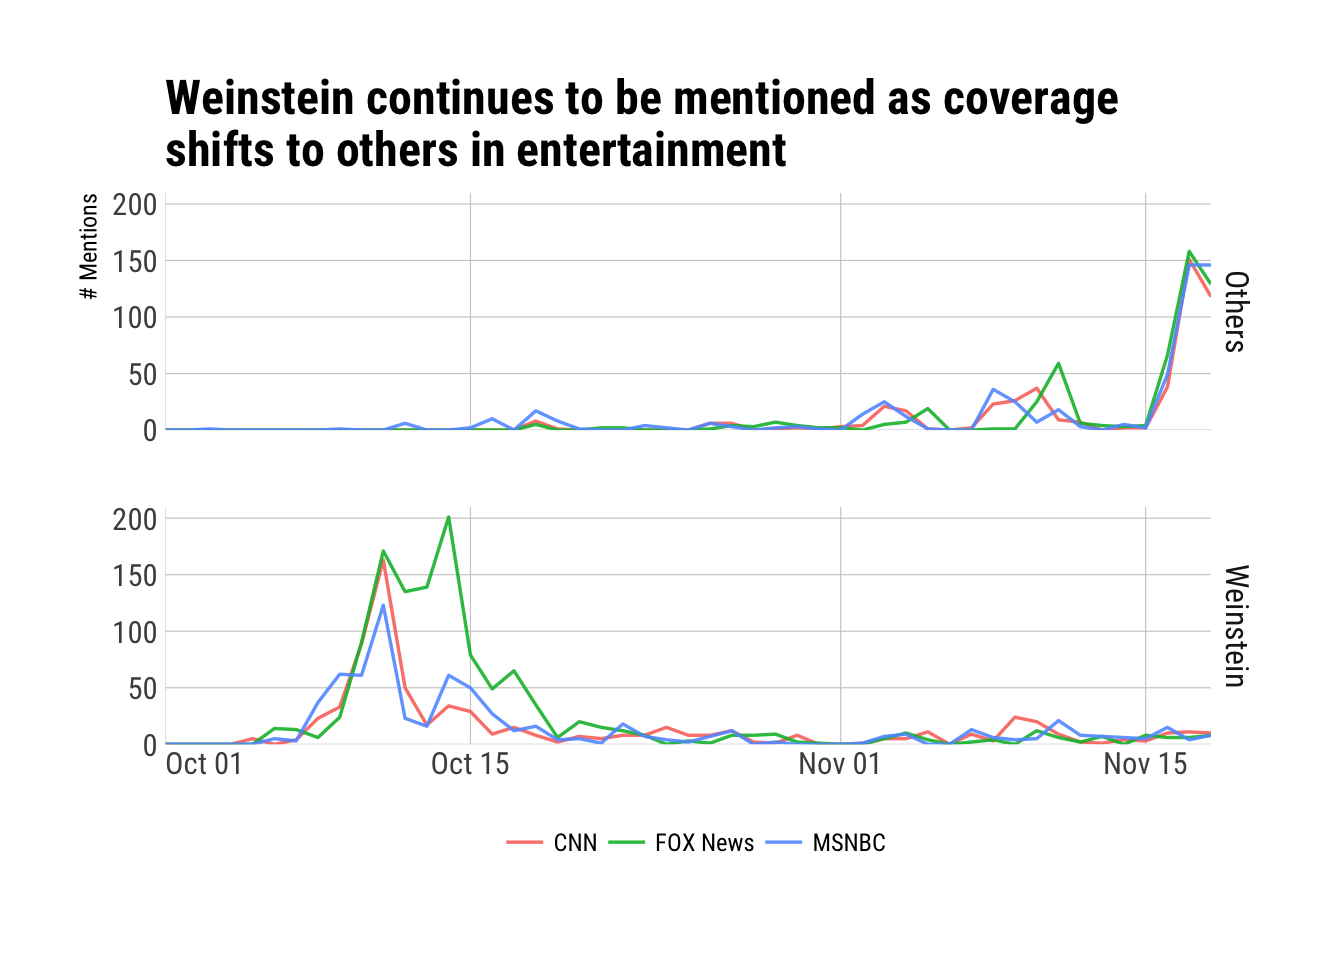 Weinstein continues to be mentioned as coverage
shifts to others in entertainment
# Mentions
200
150
100
50
0
Others
200
150
100
50
0
Weinstein
Oct 01 Oct 15 Nov 01 Nov 15
CNN FOX News MSNBC